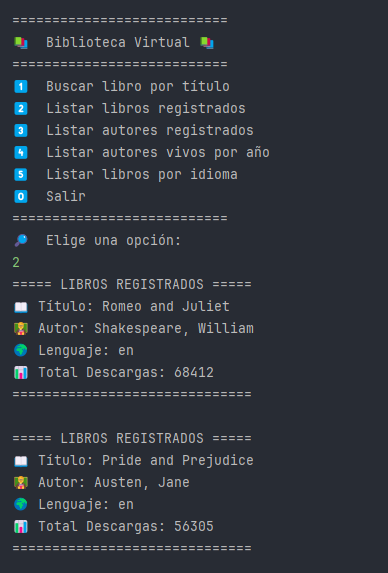 ===========================
📚 Biblioteca Virtual 📚
===========================
1️⃣ Buscar libro por título
2️⃣ Listar libros registrados
3️⃣ Listar autores registrados
4️⃣ Listar autores vivos por año
5️⃣ Listar libros por idioma
0️⃣ Salir
===========================
🔎 Elige una opción:
2
===== LIBROS REGISTRADOS =====
📖 Título: Romeo and Juliet
👩‍🏫 Autor: Shakespeare, William
🌍 Lenguaje: en
📊 Total Descargas: 68412
==============================

===== LIBROS REGISTRADOS =====
📖 Título: Pride and Prejudice
👩‍🏫 Autor: Austen, Jane
🌍 Lenguaje: en
📊 Total Descargas: 56305
==============================